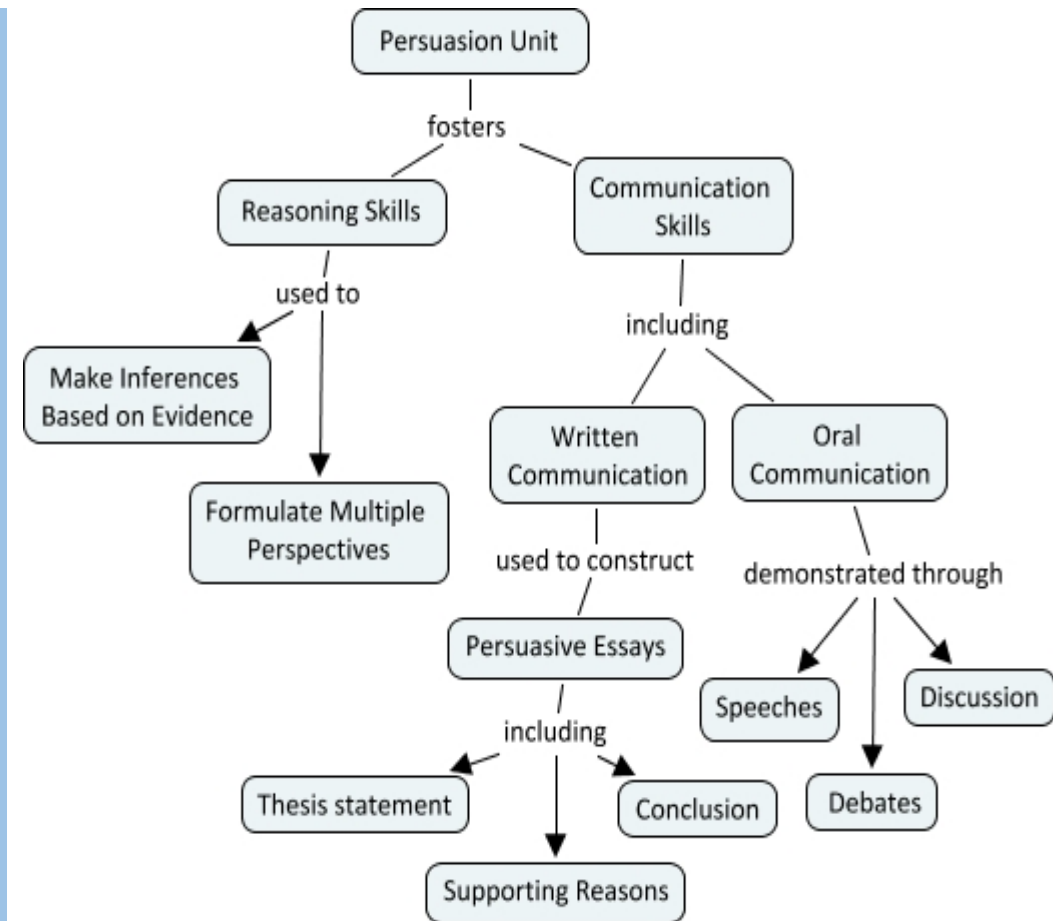 Persuasion Unit
fosters
Reasoning Skills
Communication
Skills
used to
including
Make Inferences
Based on Evidence
Formulate Multiple
Perspectives
Written
Communication
Oral
Communication
used to construct
demonstrated through
Persuasive Essays
Speeches
Discussion
Debates
including
Thesis statement
Conclusion
Supporting Reasons